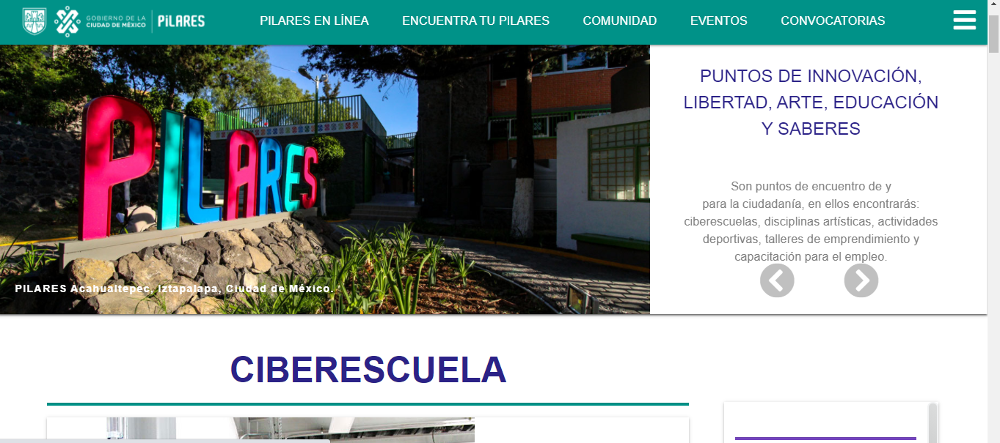 GOBIERNO DE LA
CIUDAD DE MÉXICO
PiLARES
PILARES EN LÍNEA
ENCUENTRA TU PILARES
COMUNIDAD
EVENTOS
CONVOCATORIAS
PILARES
PILARES Acahualtepec, Iztapalapa, Ciudad de México.
PUNTOS DE INNOVACIÓN,
LIBERTAD, ARTE, EDUCACIÓN
Y SABERES
Son puntos de encuentro de y
para la ciudadanía, en ellos encontrarás:
ciberescuelas, disciplinas artísticas, actividades
deportivas, talleres de emprendimiento y
capacitación para el empleo.
CIBERESCUELA